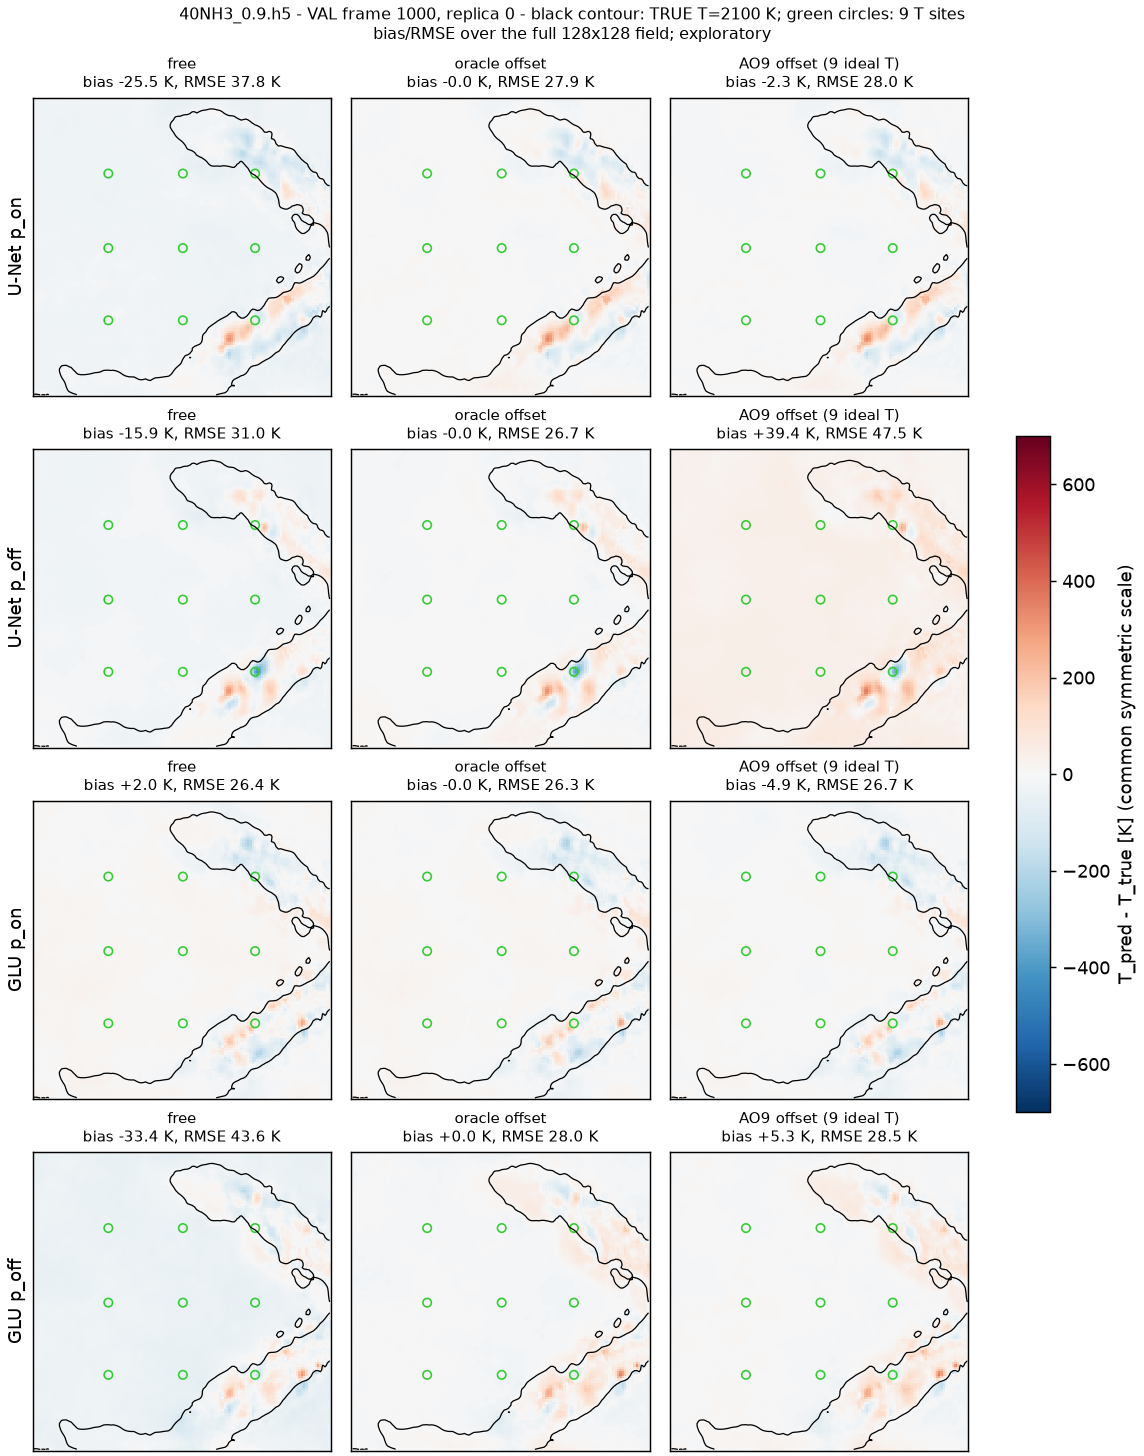 40NH3_0.9.h5 - VAL frame 1000, replica 0 - black contour: TRUE T=2100 K; green circles: 9 T sites
bias/RMSE over the full 128x128 field; exploratory
free
bias -25.5 K, RMSE 37.8 K
oracle offset
bias -0.0 K, RMSE 27.9 K
AO9 offset (9 ideal T)
bias -2.3 K, RMSE 28.0 K
U-Net p_on
free
bias -15.9 K, RMSE 31.0 K
oracle offset
bias -0.0 K, RMSE 26.7 K
AO9 offset (9 ideal T)
bias +39.4 K, RMSE 47.5 K
U-Net p_off
free
bias +2.0 K, RMSE 26.4 K
oracle offset
bias -0.0 K, RMSE 26.3 K
AO9 offset (9 ideal T)
bias -4.9 K, RMSE 26.7 K
GLU p_on
free
bias -33.4 K, RMSE 43.6 K
oracle offset
bias +0.0 K, RMSE 28.0 K
AO9 offset (9 ideal T)
bias +5.3 K, RMSE 28.5 K
GLU p_off
600
400
200
0
−200
−400
−600
T_pred - T_true [K] (common symmetric scale)